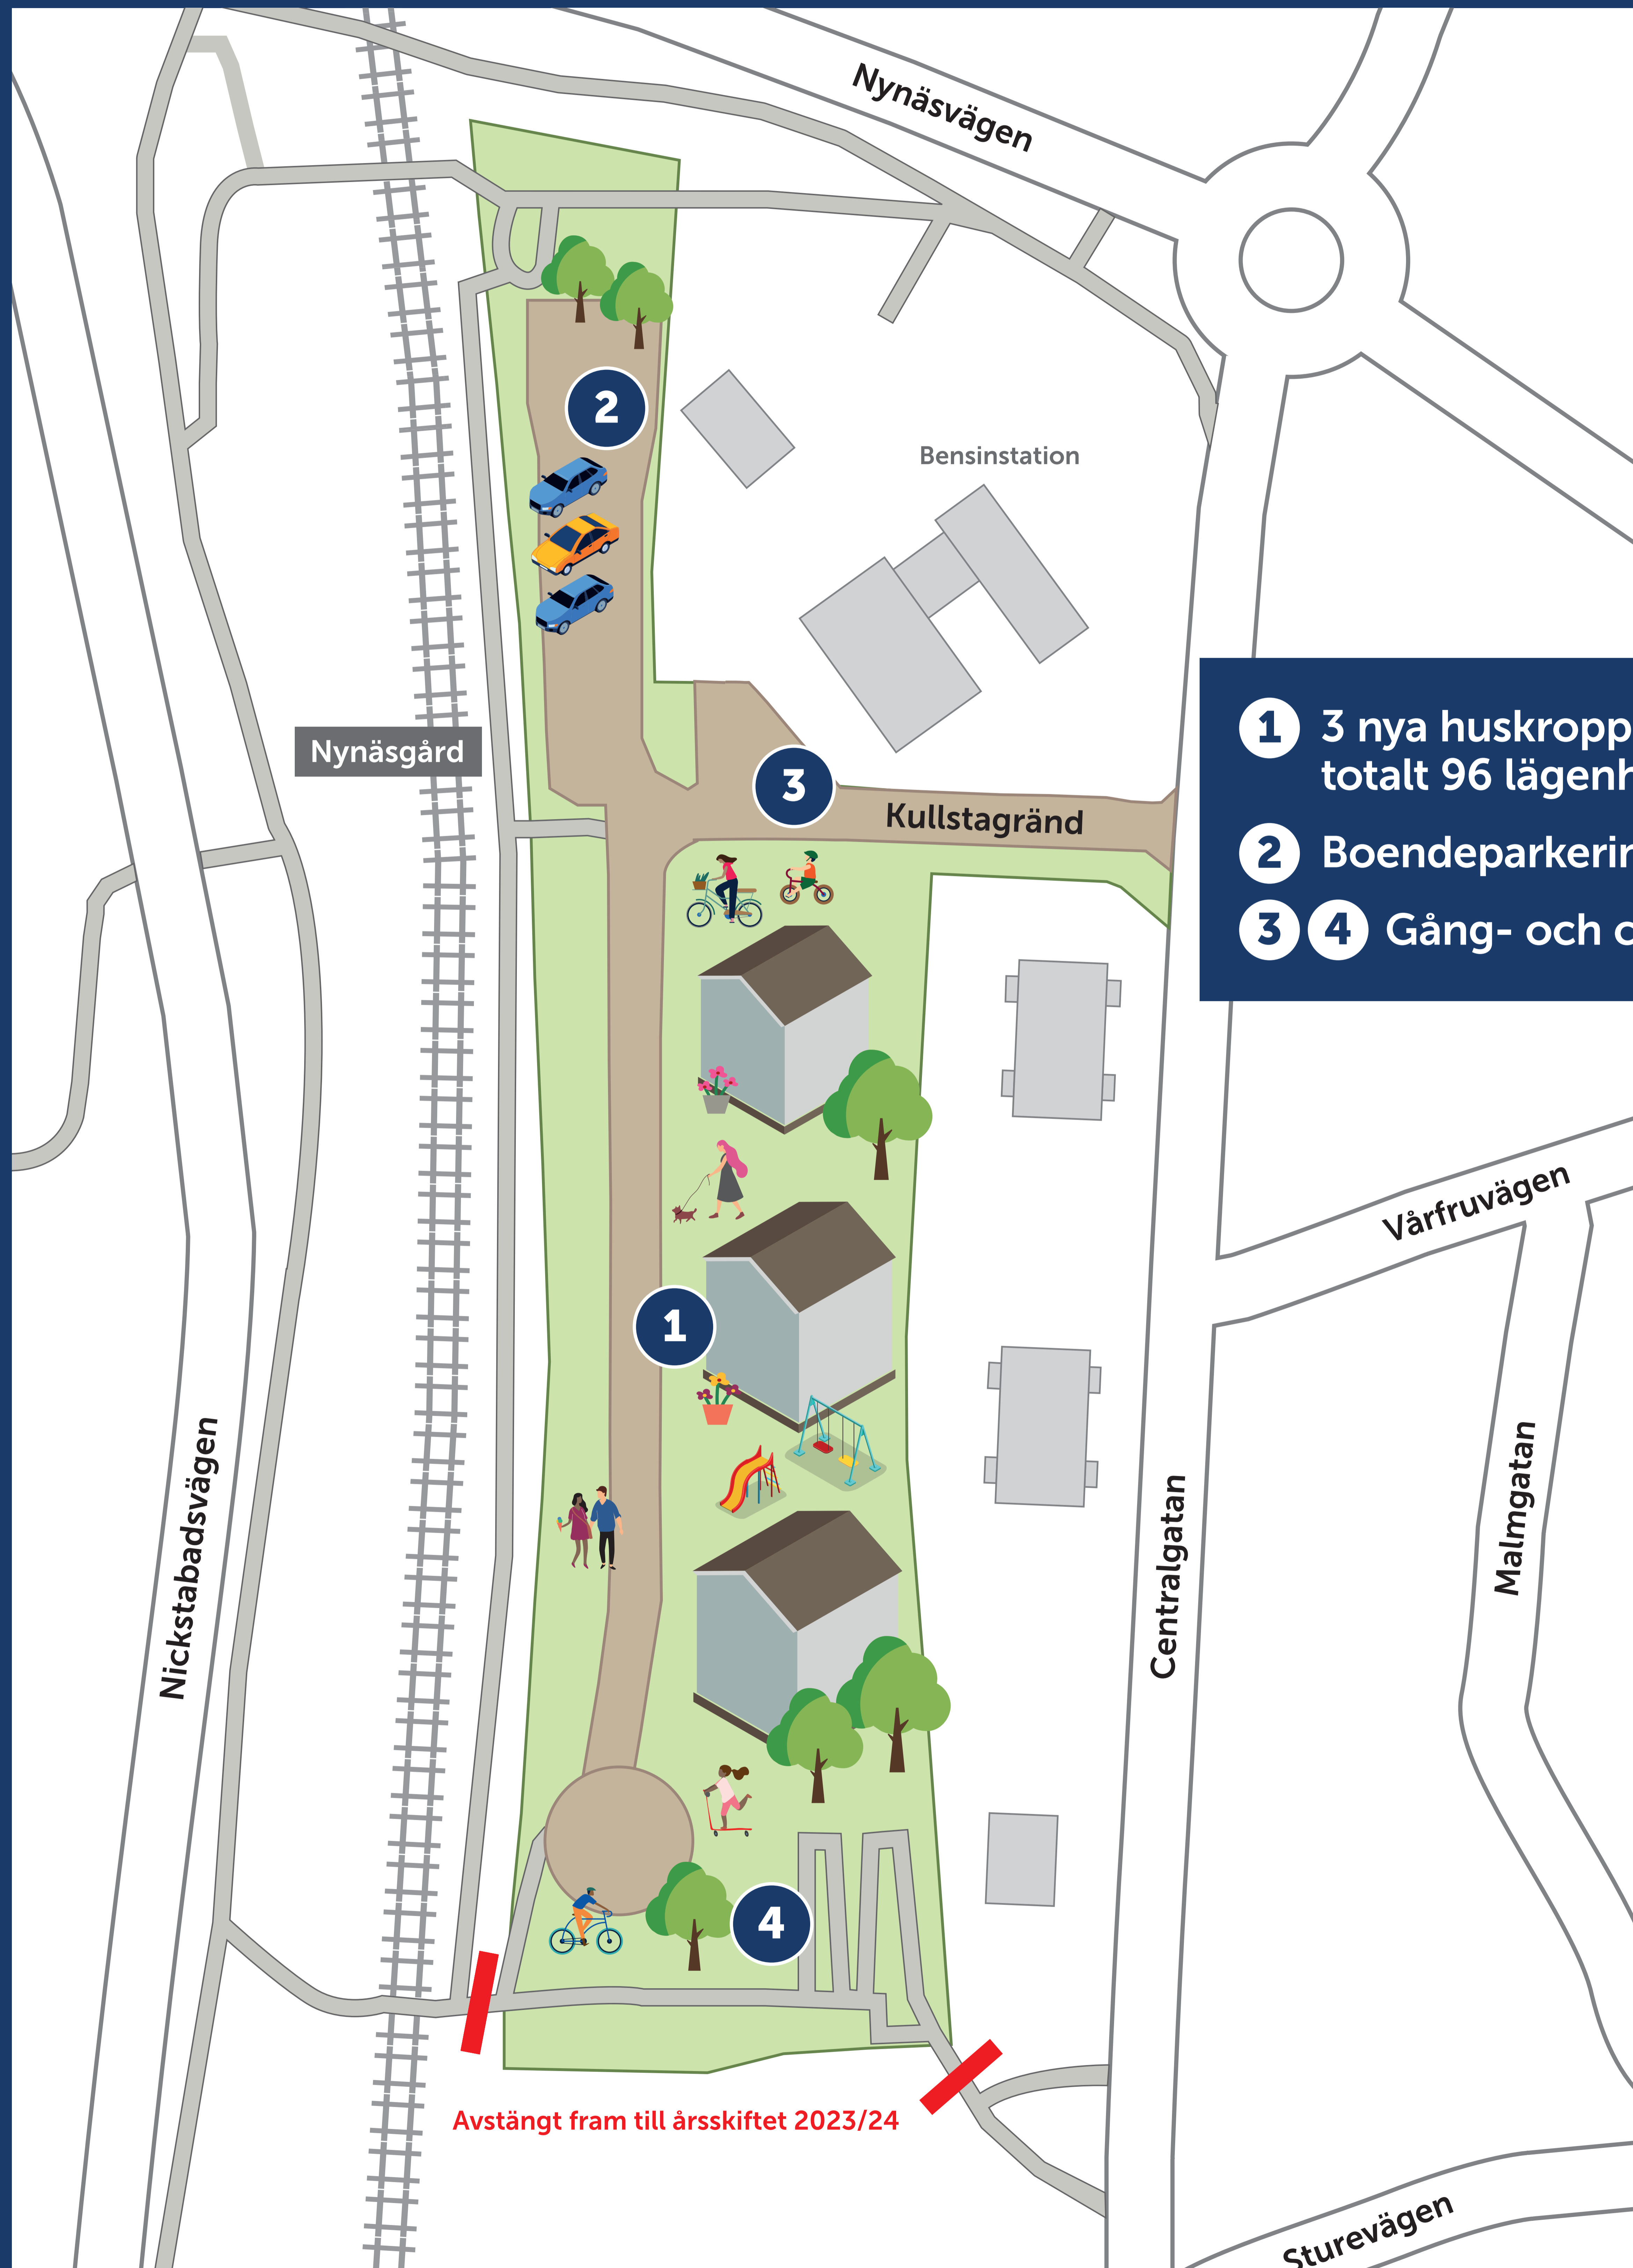 Nynäsvägen
2
Bensinstation
Nynäsgård
1 3 nya huskropp
totalt 96 lägenh
3
Kullstagränd
2 Boendeparkerin
3 4 Gång- och c
Vårfruvägen
1
Nickstabadsvägen
Centralgatan
Malmgatan
4
Avstängt fram till årsskiftet 2023/24
Sturevägen